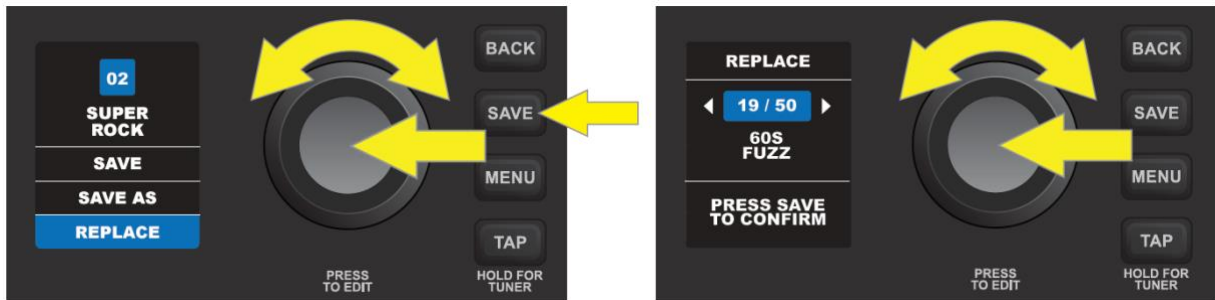 02
SUPER
ROCK
SAVE
SAVE AS
REPLACE
PRESS
TO EDIT
BACK
SAVE
MENU
TAP
HOLD FOR
TUNER
REPLACE
19 / 50
60S
FUZZ
PRESS SAVE
TO CONFIRM
PRESS
TO EDIT
BACK
SAVE
MENU
TAP
HOLD FOR
TUNER